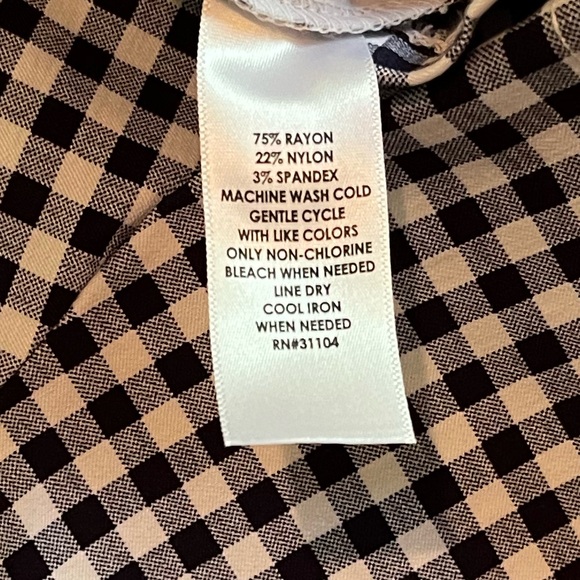 75% RAYON
22% NYLON
3% SPANDEX
MACHINE WASH COLD
GENTLE CYCLE
WITH LIKE COLORS
ONLY NON-CHLORINE
BLEACH WHEN NEEDED
LINE DRY
COOL IRON
WHEN NEEDED
RN#31104